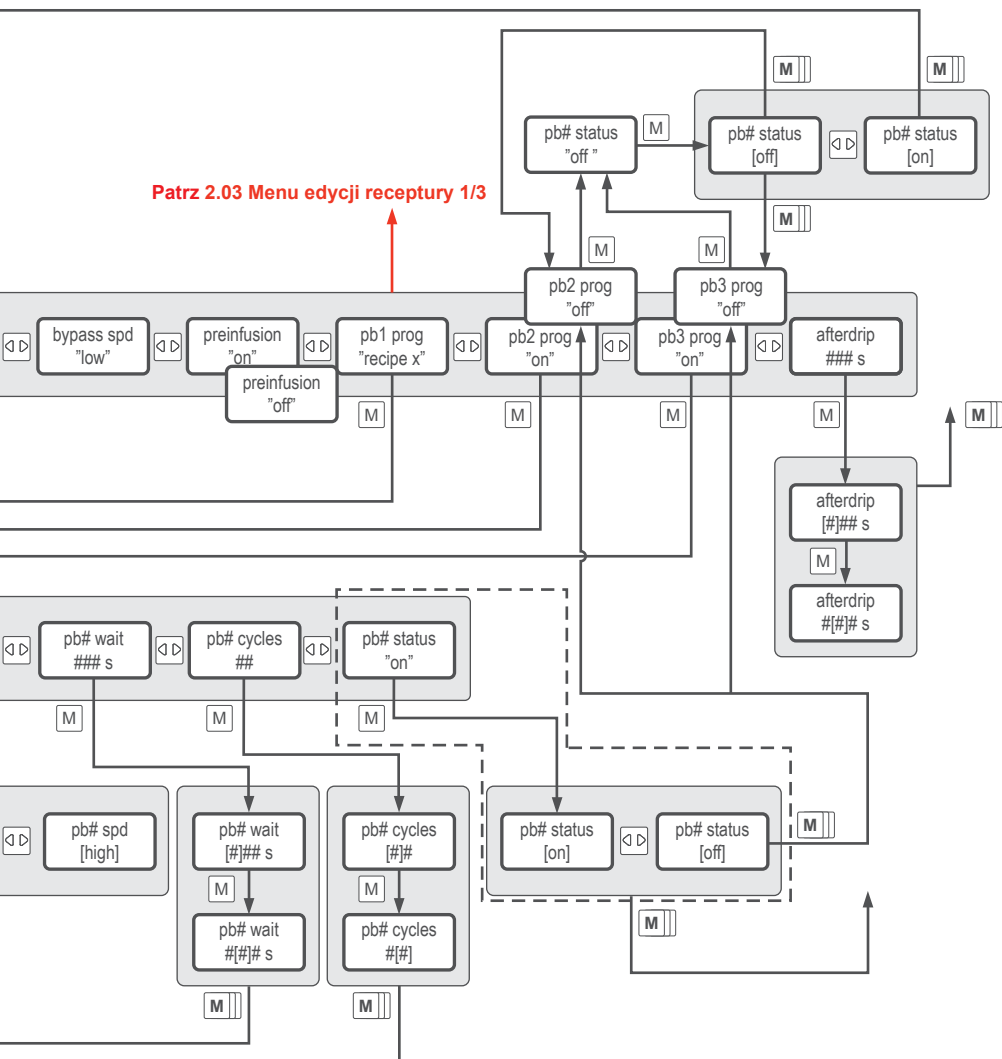 M
M
pb# status
"off "
M
pb# status
[off]
pb# status
[on]
Patrz 2.03 Menu edycji receptury 1/3
M
M
M
pb2 prog
"off"
pb3 prog
"off"
bypass spd
"low"
preinfusion
"on"
preinfusion
"off"
pb1 prog
"recipe x"
pb2 prog
"on"
pb3 prog
"on"
afterdrip
### s
M
M
M
M
M
afterdrip
[#]## s
M
afterdrip
#[#]# s
pb# wait
### s
pb# cycles
##
pb# status
"on"
M
M
M
pb# spd
[high]
pb# wait
[#]## s
M
pb# wait
#[#]# s
pb# cycles
[#]#
M
pb# cycles
#[#]
pb# status
[on]
pb# status
[off]
M
M
M
M